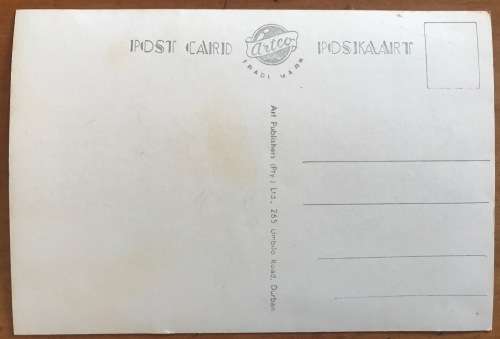 POST CARD
Artco
TRADE MARK
POSKAART
Art Publishers (Pty.) Ltd., 265 Umbilo Road, Durban